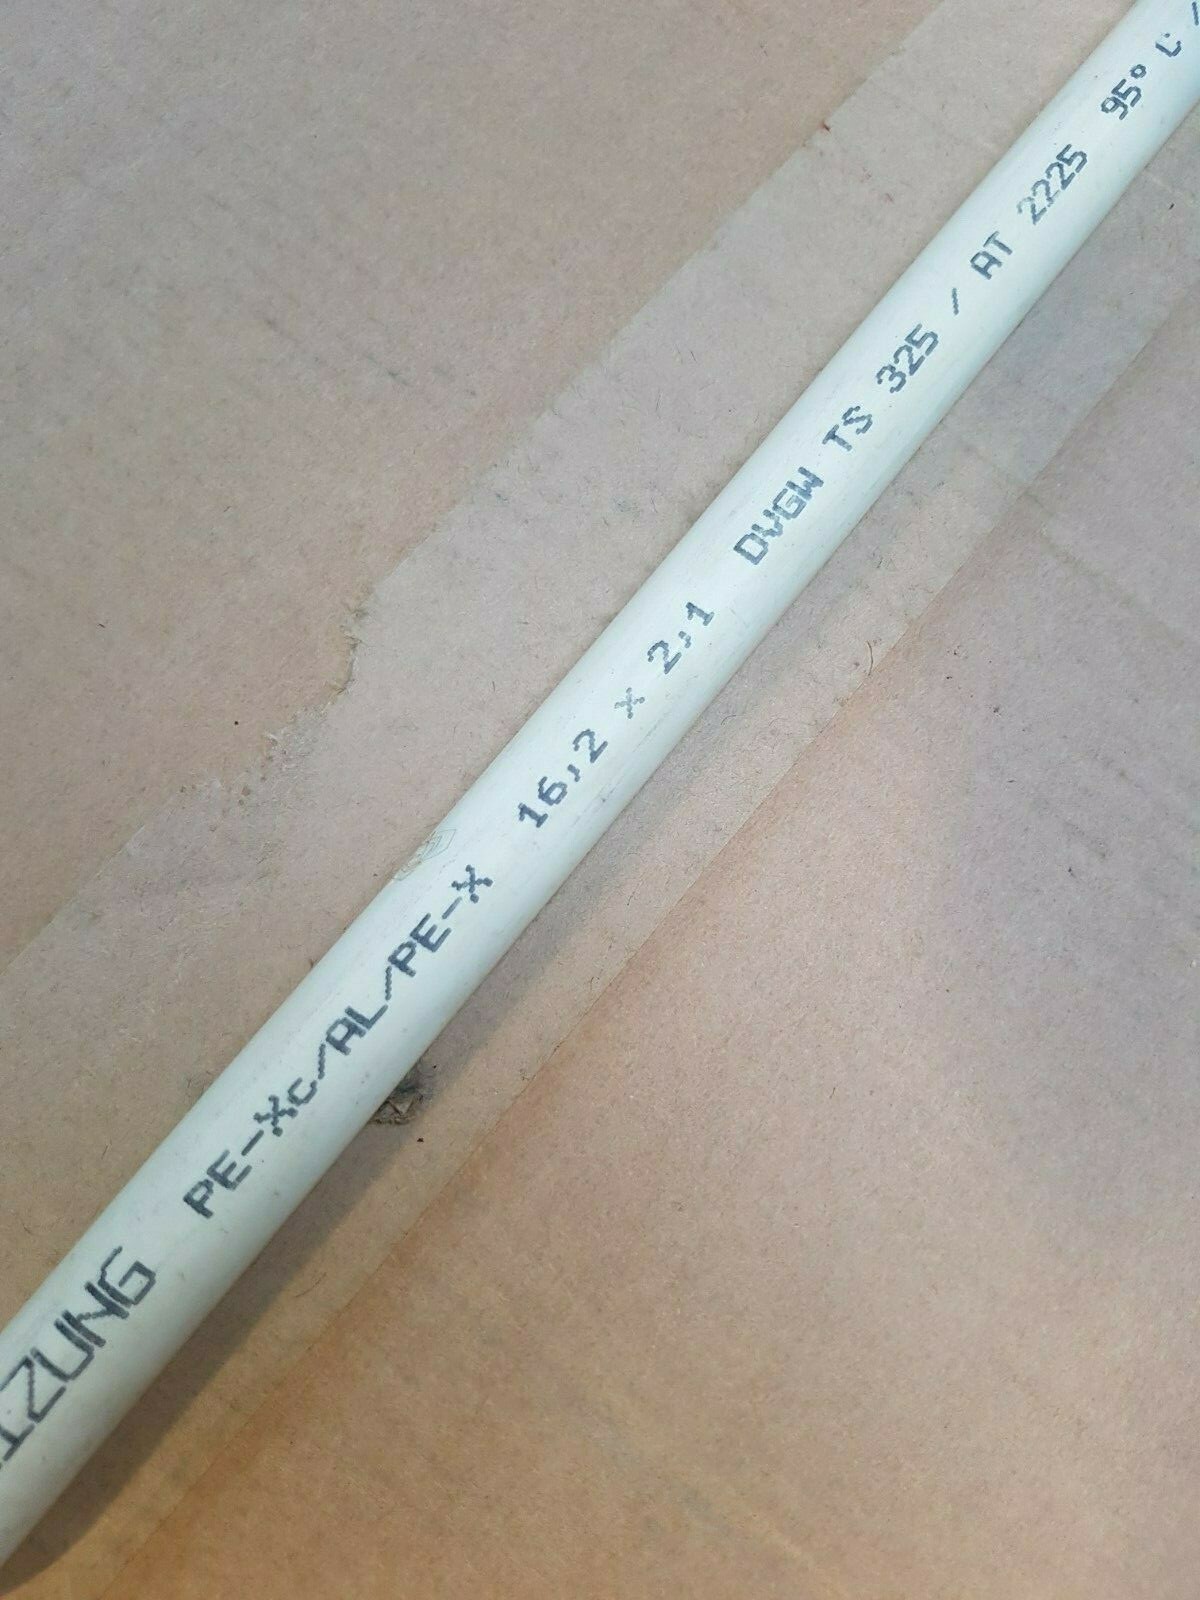 IZUNG PE-Xc/AL/PE-X 16,2 x 2,1 DVGW TS 325 / AT 2225 95° C /